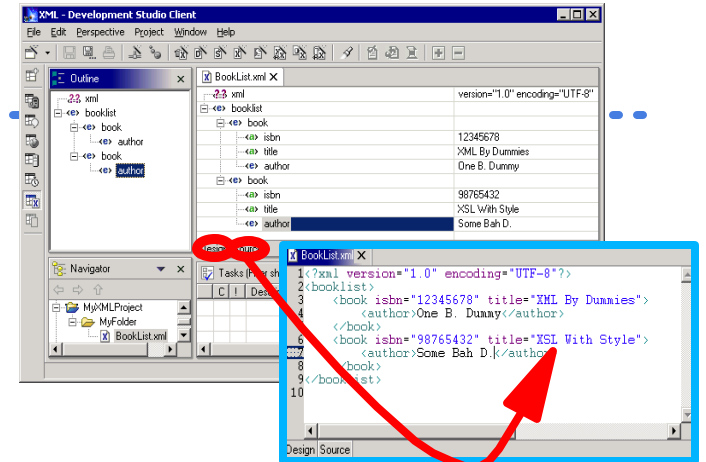 XML - Development Studio Client
File Edit Perspective Project Window Help
Outline
xml
booklist
book
author
book
author
BookList.xml
xml version="1.0" encoding="UTF-8"
booklist
book
isbn 12345678
title XML By Dummies
author One B. Dummy
book
isbn 98765432
title XSL With Style
author Some Bah D.
Design Source
Navigator
MyXMLProject
MyFolder
BookList.xml
Tasks (Filter sh
C ! Descr
BookList.xml
1 <?xml version="1.0" encoding="UTF-8"?>
2 <booklist>
3 <book isbn="12345678" title="XML By Dummies">
4 <author>One B. Dummy</author>
5 </book>
6 <book isbn="98765432" title="XSL With Style">
7 <author>Some Bah D.</author>
8 </book>
9 </booklist>
10
Design Source